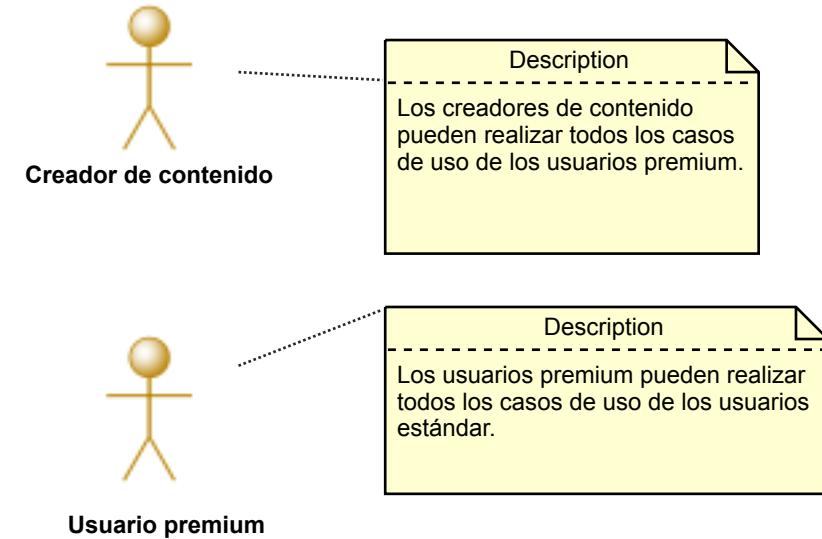 Description
Los creadores de contenido
pueden realizar todos los casos
de uso de los usuarios premium.
Creador de contenido
Description
Los usuarios premium pueden realizar
todos los casos de uso de los usuarios
estándar.
Usuario premium